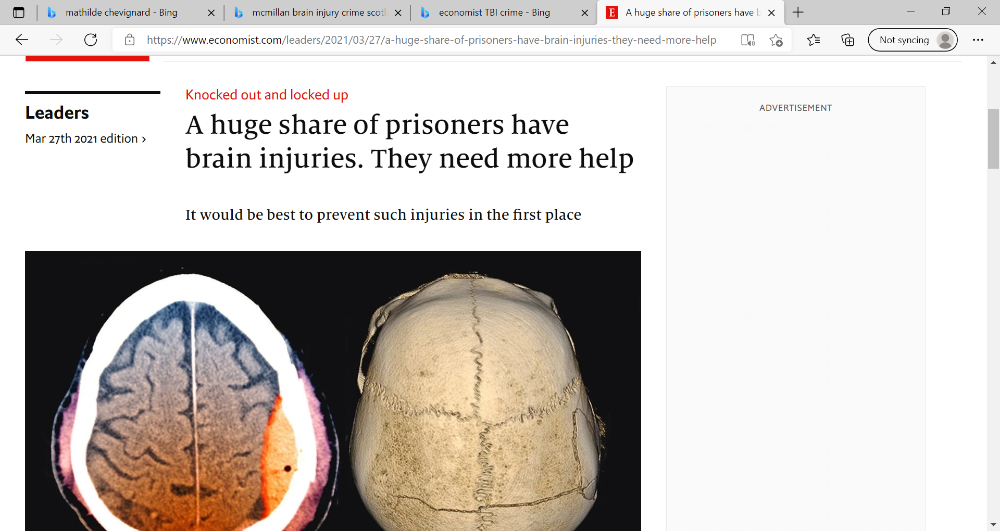 mathilde chevignard - Bing
mcmillan brain injury crime scotl
economist TBI crime - Bing
E
A huge share of prisoners have b
https://www.economist.com/leaders/2021/03/27/a-huge-share-of-prisoners-have-brain-injuries-they-need-more-help
Not syncing
Leaders
Mar 27th 2021 edition ›
Knocked out and locked up
A huge share of prisoners have
brain injuries. They need more help
It would be best to prevent such injuries in the first place
ADVERTISEMENT